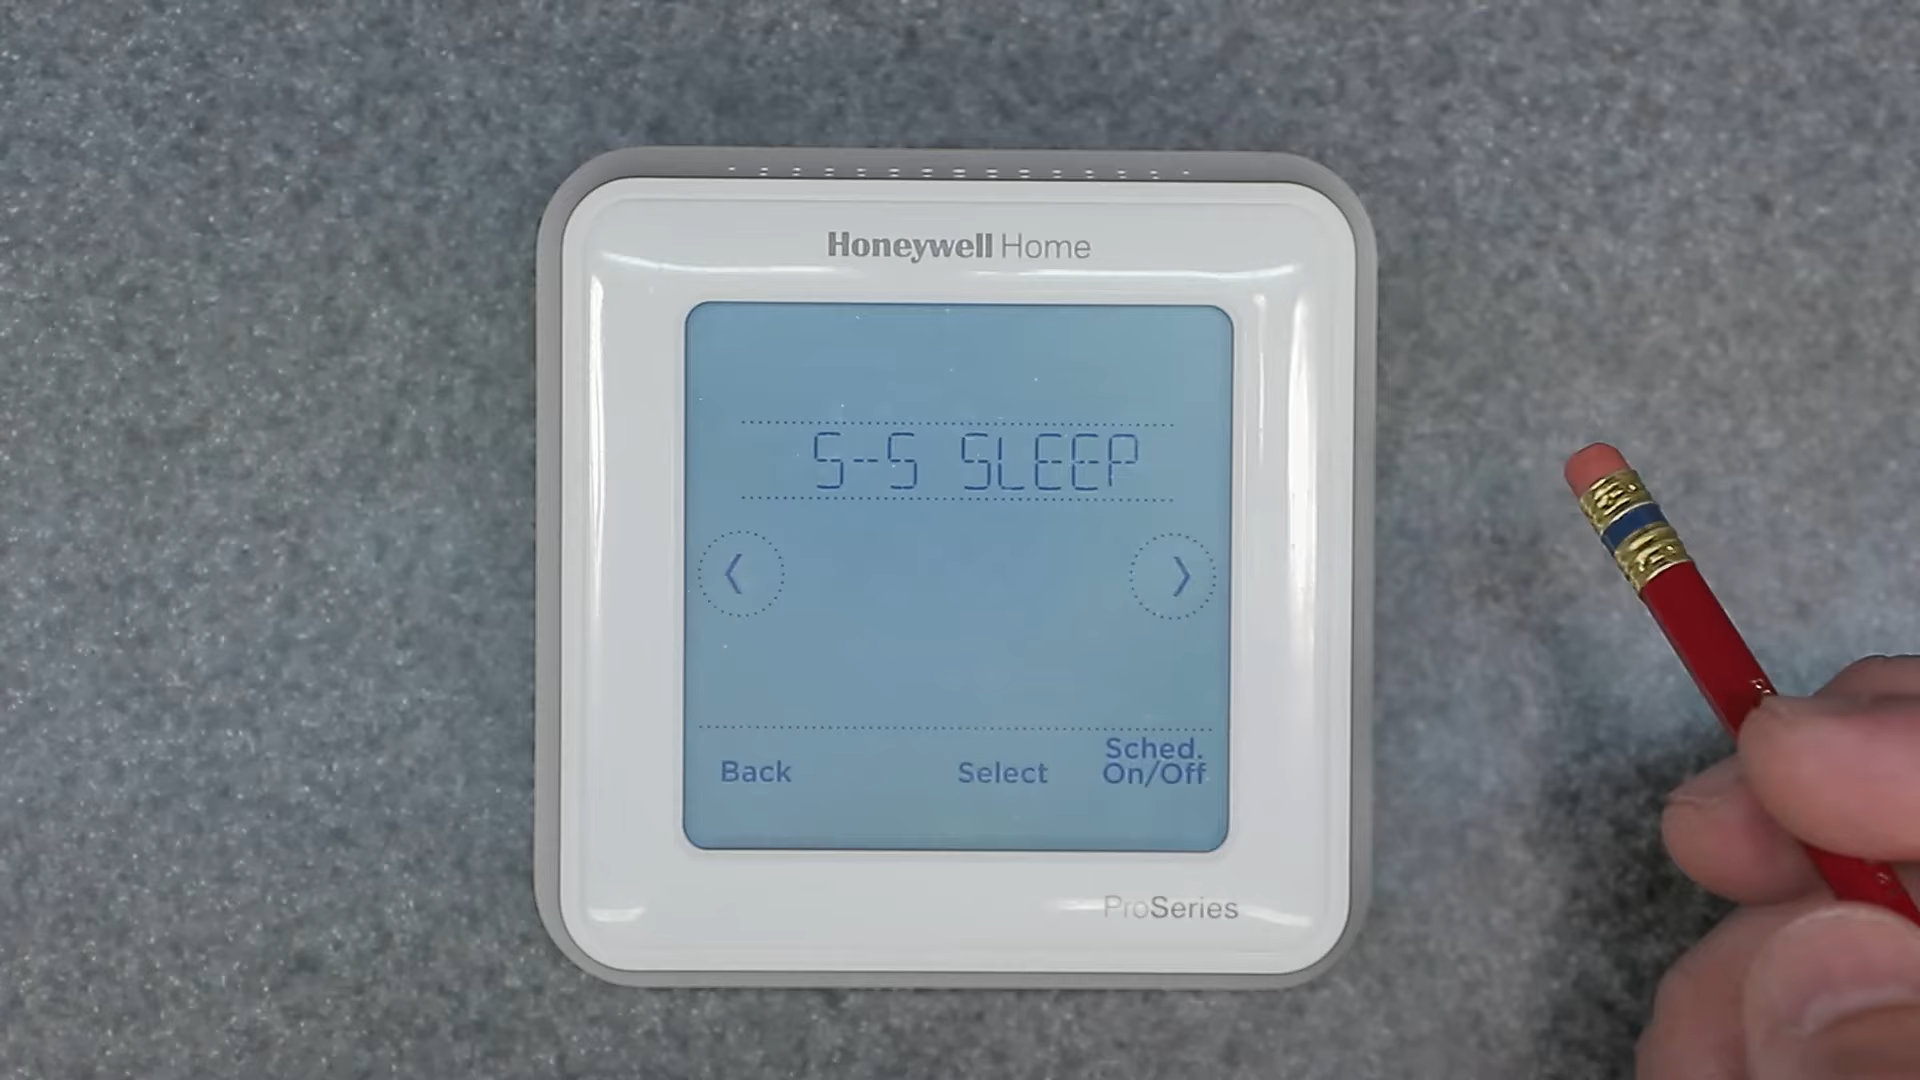 Honeywell Home
S-S SLEEP
Back
Select
Sched.
On/Off
ProSeries